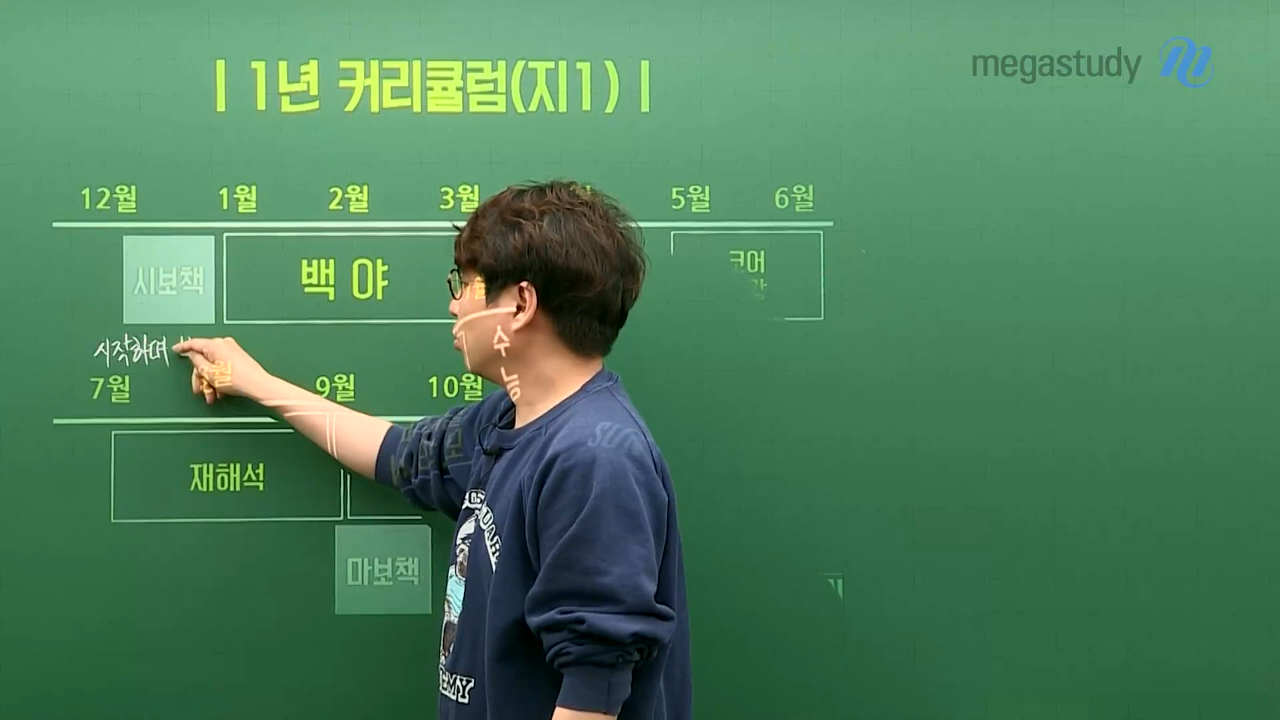 megastudy
| 1년 커리큘럼(지1) |
12월 1월 2월 3월 5월 6월
시보책 백야 코어
시작하며
7월 월 9월 10월
수능
재해석
마보책